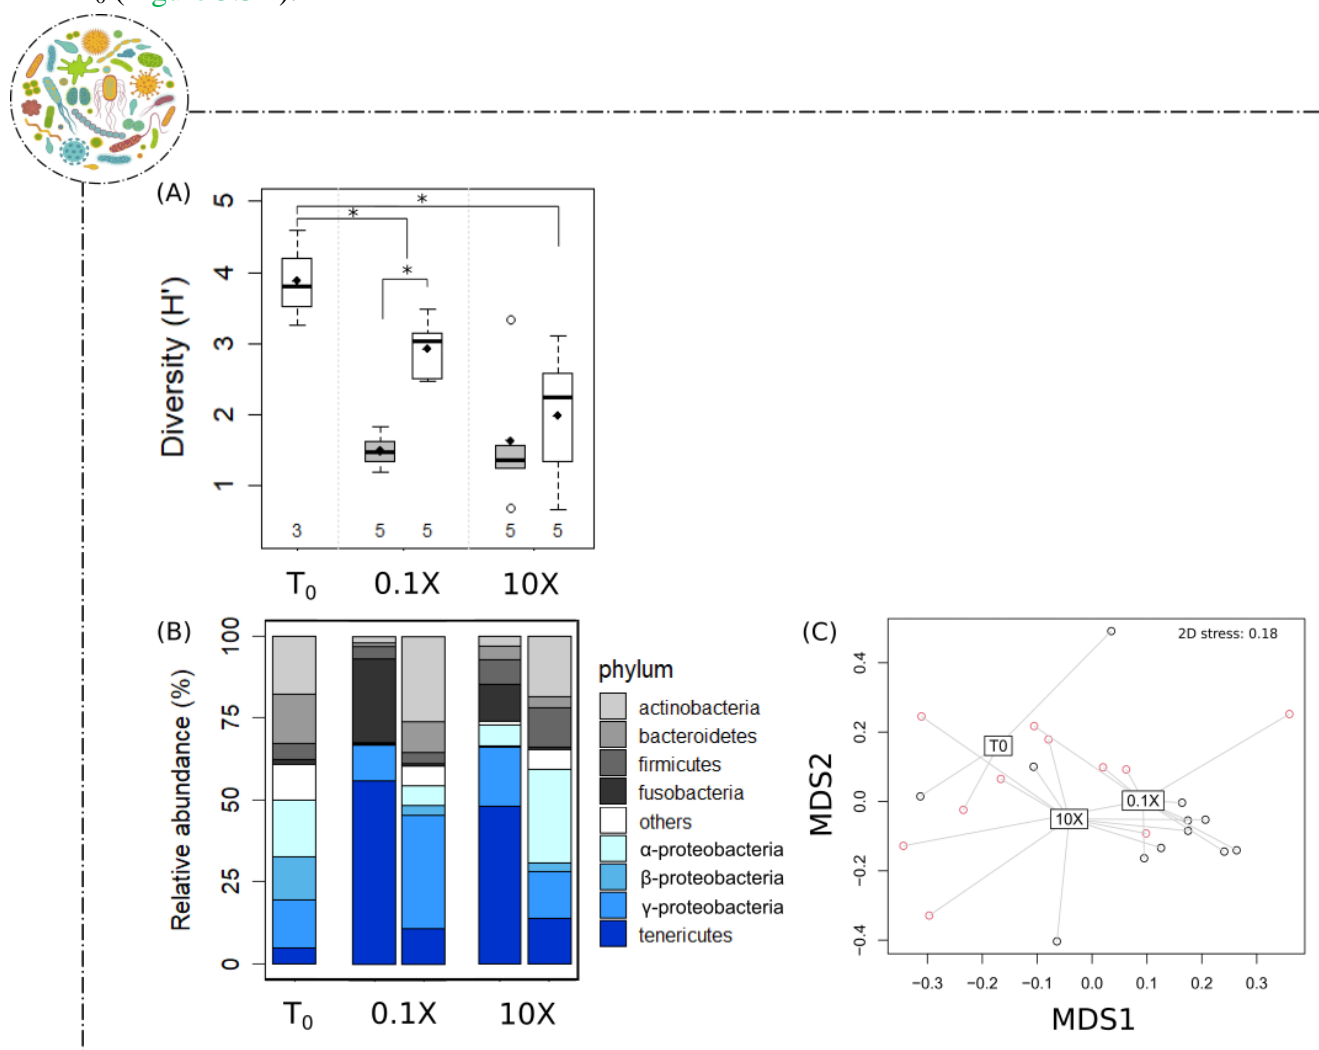 (A)
5
4
3
2
1
Diversity (H')
*
*
*
3
5
5
5
5
T0
0.1X
10X
(B)
100
75
50
25
0
Relative abundance (%)
T0
0.1X
10X
phylum
actinobacteria
bacteroidetes
firmicutes
fusobacteria
others
α-proteobacteria
β-proteobacteria
γ-proteobacteria
tenericutes
(C)
2D stress: 0.18
0.4
0.2
0.0
−0.2
−0.4
MDS2
T0
0.1X
10X
−0.3
−0.2
−0.1
0.0
0.1
0.2
0.3
MDS1